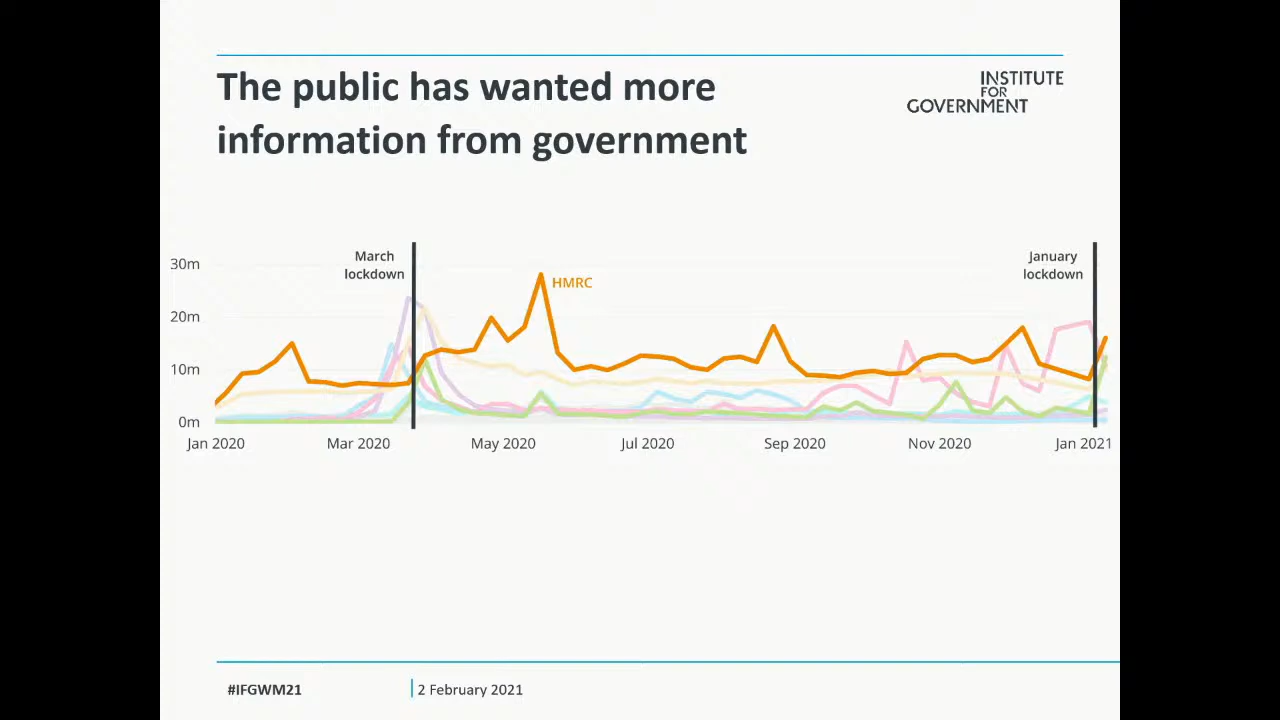 The public has wanted more
information from government
INSTITUTE
FOR
GOVERNMENT
March
lockdown
January
lockdown
HMRC
30m
20m
10m
0m
Jan 2020
Mar 2020
May 2020
Jul 2020
Sep 2020
Nov 2020
Jan 2021
#IFGWM21
2 February 2021